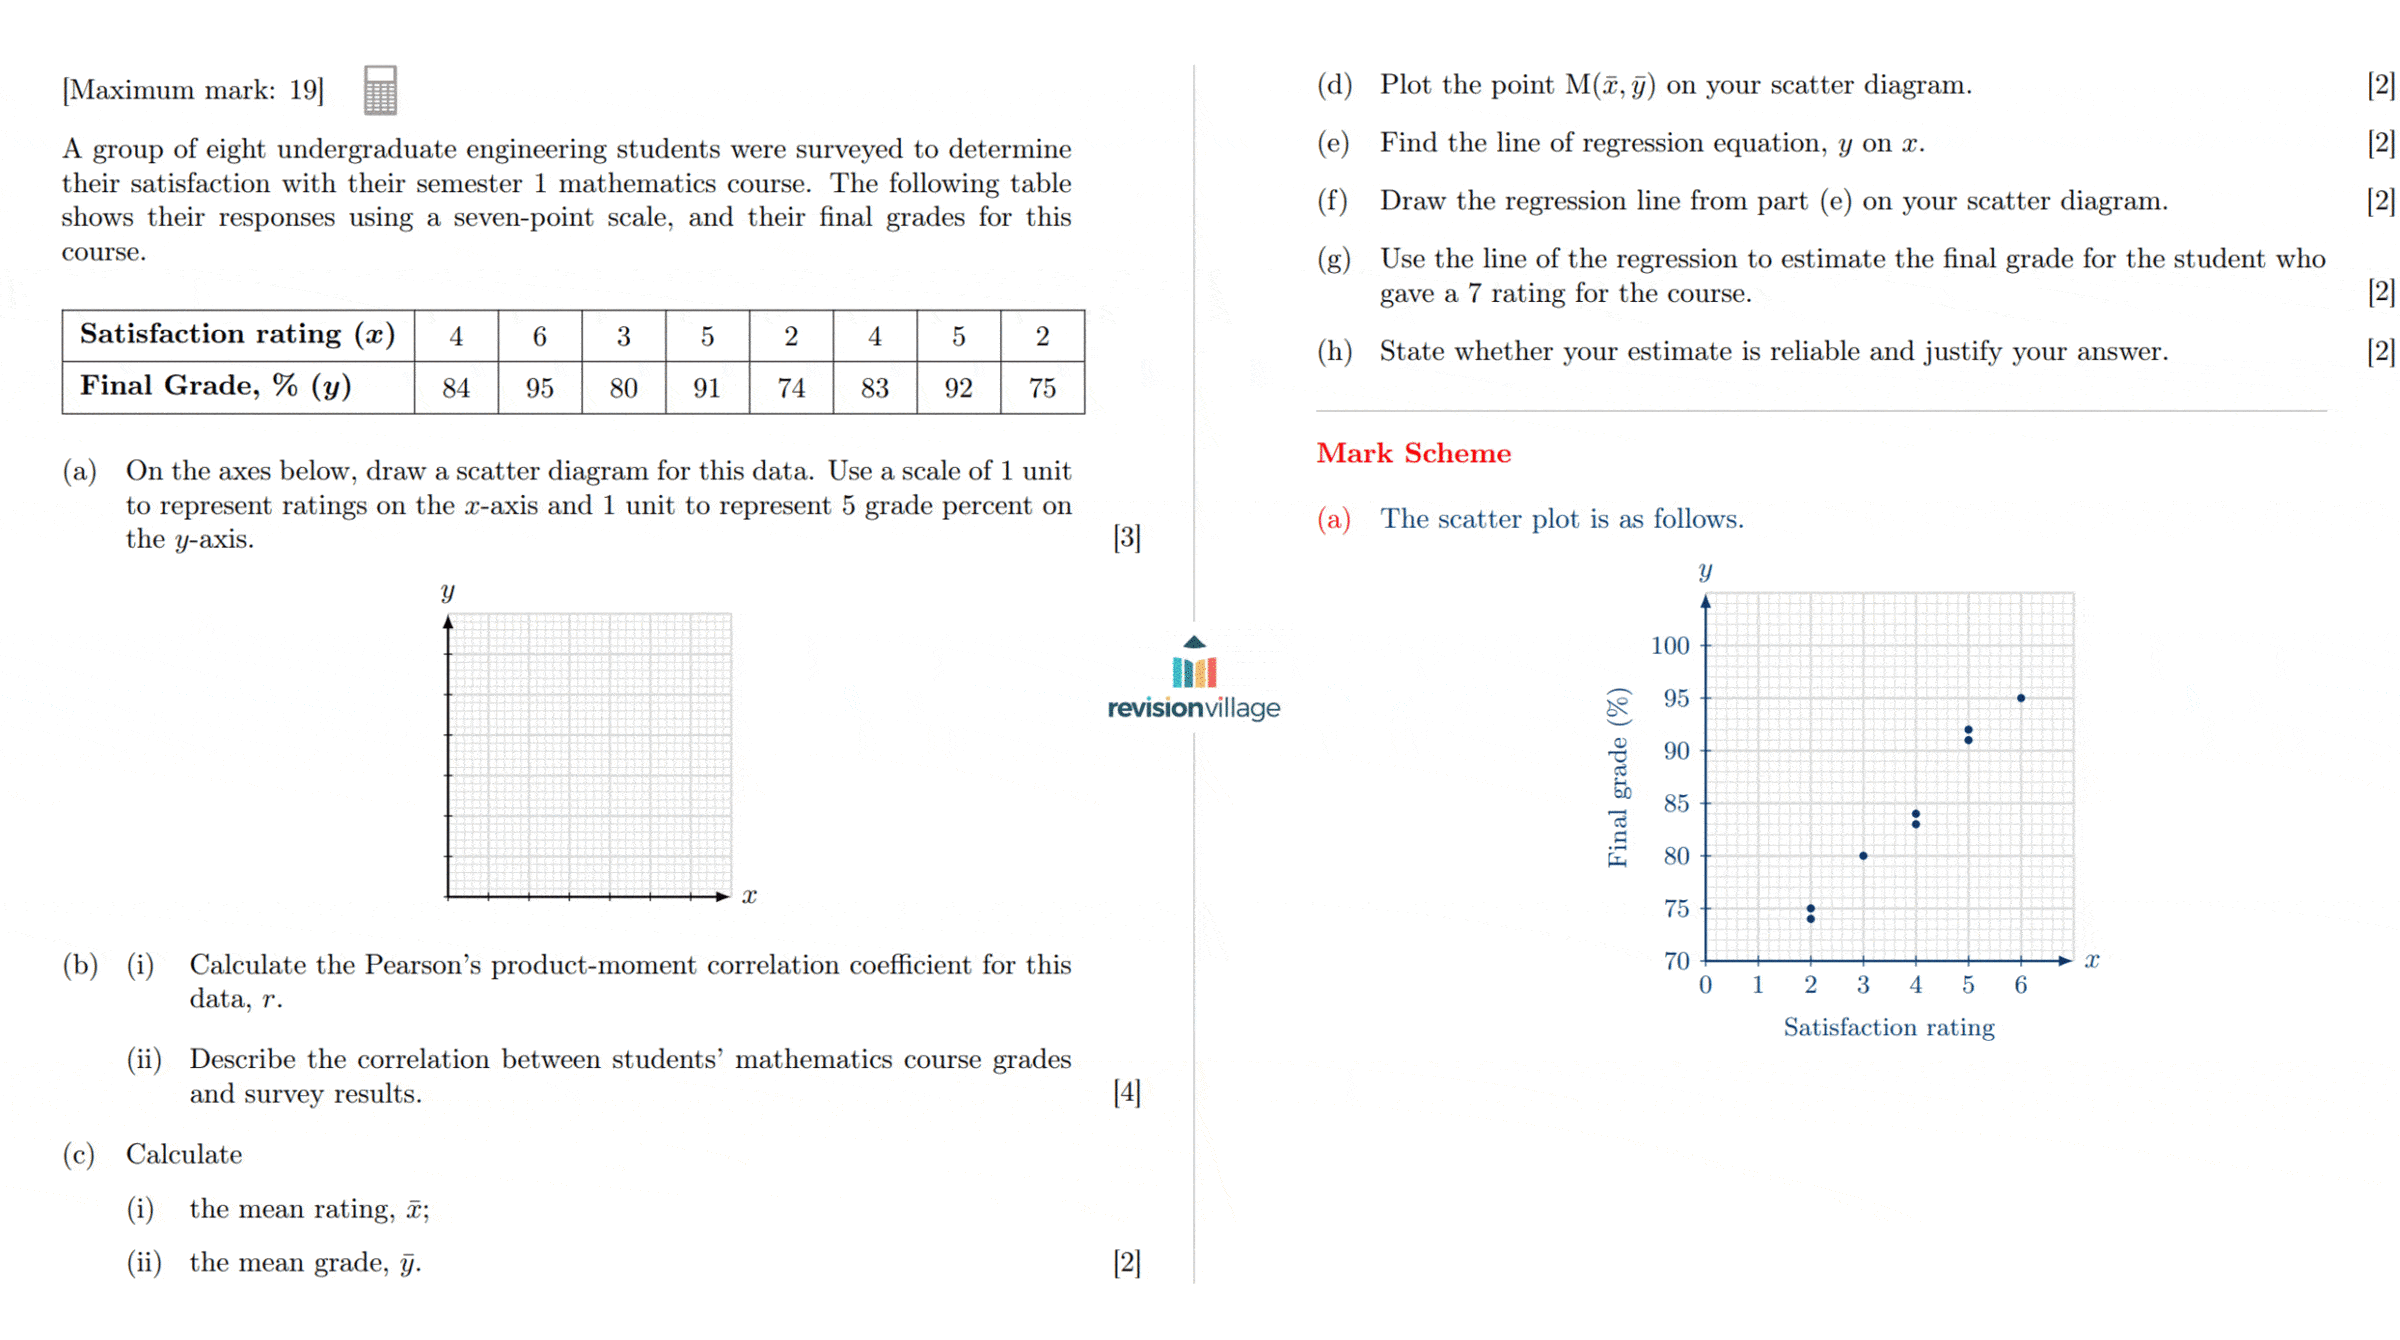 [Maximum mark: 19]
A group of eight undergraduate engineering students were surveyed to determine
their satisfaction with their semester 1 mathematics course. The following table
shows their responses using a seven-point scale, and their final grades for this
course.
Satisfaction rating (x) 4 6 3 5 2 4 5 2
Final Grade, % (y) 84 95 80 91 74 83 92 75
(a) On the axes below, draw a scatter diagram for this data. Use a scale of 1 unit
to represent ratings on the x-axis and 1 unit to represent 5 grade percent on
the y-axis. [3]
y
x
(b) (i) Calculate the Pearson's product-moment correlation coefficient for this
data, r.
(ii) Describe the correlation between students' mathematics course grades
and survey results. [4]
(c) Calculate
(i) the mean rating, x̄;
(ii) the mean grade, ȳ. [2]
revisionvillage
(d) Plot the point M(x̄, ȳ) on your scatter diagram. [2]
(e) Find the line of regression equation, y on x. [2]
(f) Draw the regression line from part (e) on your scatter diagram. [2]
(g) Use the line of the regression to estimate the final grade for the student who
gave a 7 rating for the course. [2]
(h) State whether your estimate is reliable and justify your answer. [2]
Mark Scheme
(a) The scatter plot is as follows.
y
100
95
90
85
80
75
70
Final grade (%)
x
0 1 2 3 4 5 6
Satisfaction rating